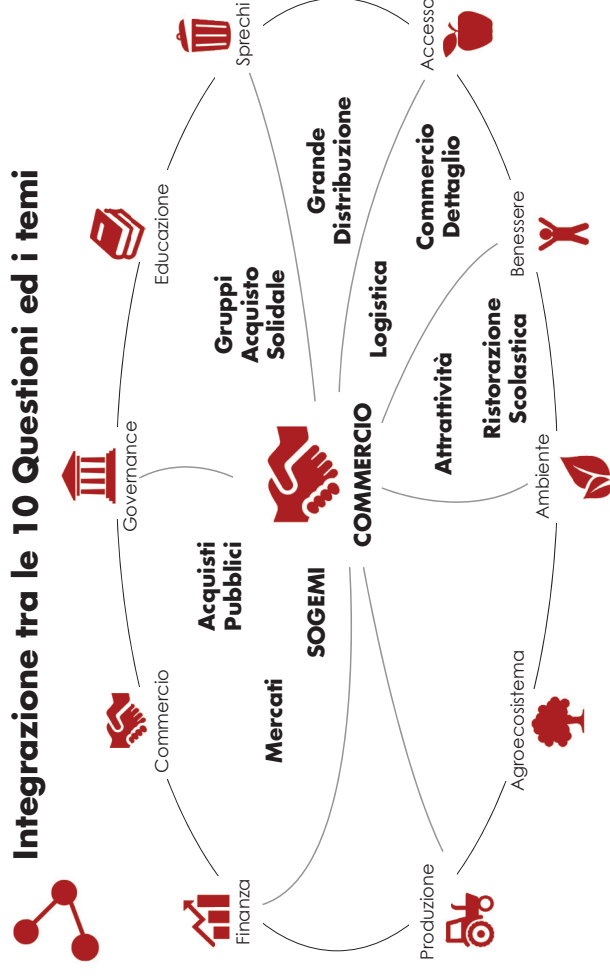 Integrazione tra le 10 Questioni ed i temi
Finanza
Commercio
Governance
Educazione
Sprechi
Mercati
Acquisti
Pubblici
Gruppi
Acquisto
Solidale
Grande
Distribuzione
SOGEMI
COMMERCIO
Logistica
Attrattività
Commercio
Dettaglio
Ristorazione
Scolastica
Produzione
Agroecosistema
Ambiente
Benessere
Accesso